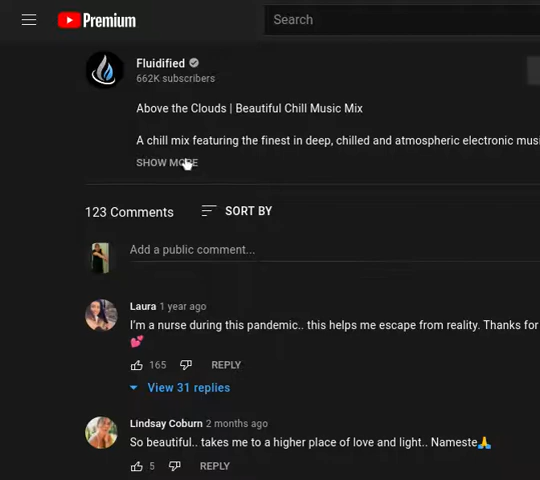 Premium
Search
Fluidified
662K subscribers
Above the Clouds | Beautiful Chill Music Mix
A chill mix featuring the finest in deep, chilled and atmospheric electronic
SHOW MORE
123 Comments
SORT BY
Add a public comment...
Laura 1 year ago
I'm a nurse during this pandemic.. this helps me escape from reality. Thanks for
💕
165 REPLY
View 31 replies
Lindsay Coburn 2 months ago
So beautiful.. takes me to a higher place of love and light.. Nameste🙏
5 REPLY